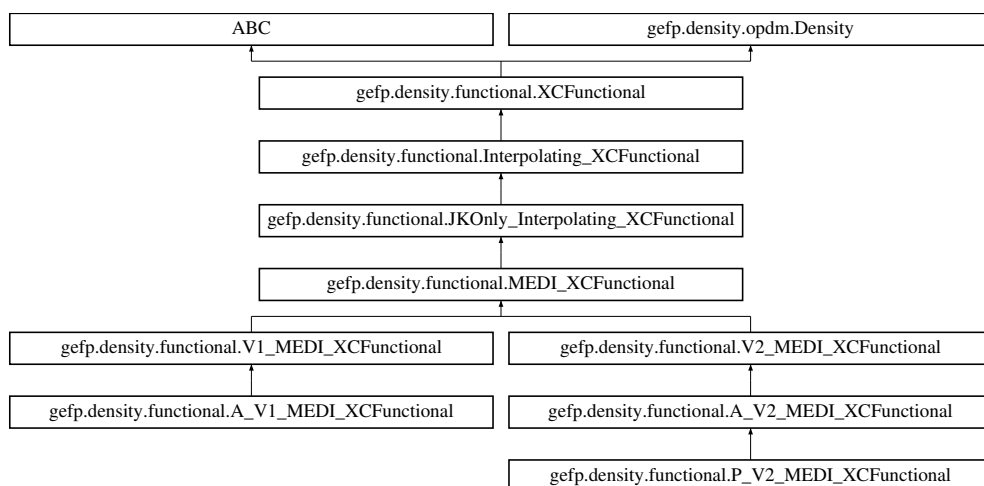 ABC
gefp.density.opdm.Density
gefp.density.functional.XCFunctional
gefp.density.functional.Interpolating_XCFunctional
gefp.density.functional.JKOnly_Interpolating_XCFunctional
gefp.density.functional.MEDI_XCFunctional
gefp.density.functional.V1_MEDI_XCFunctional
gefp.density.functional.V2_MEDI_XCFunctional
gefp.density.functional.A_V1_MEDI_XCFunctional
gefp.density.functional.A_V2_MEDI_XCFunctional
gefp.density.functional.P_V2_MEDI_XCFunctional